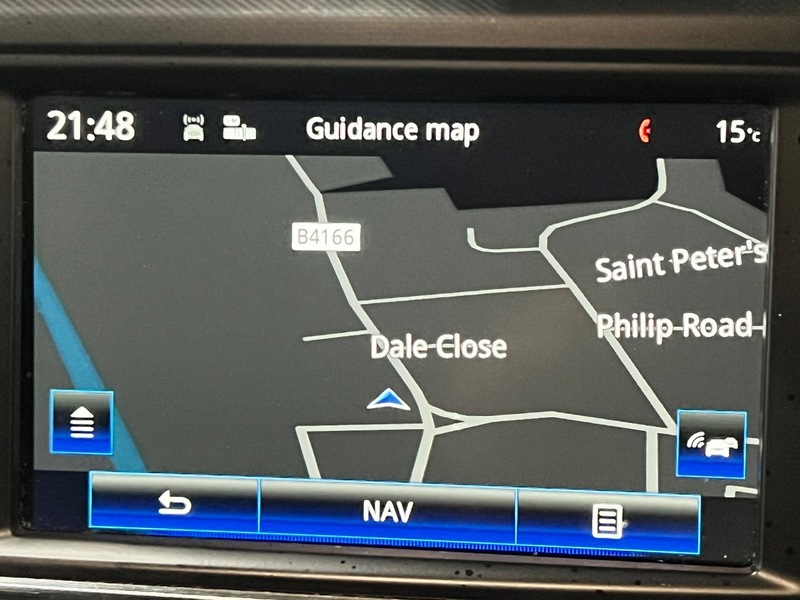 21:48 Guidance map 15°c
B4166
Saint Peter's
Philip Road
Dale Close
NAV